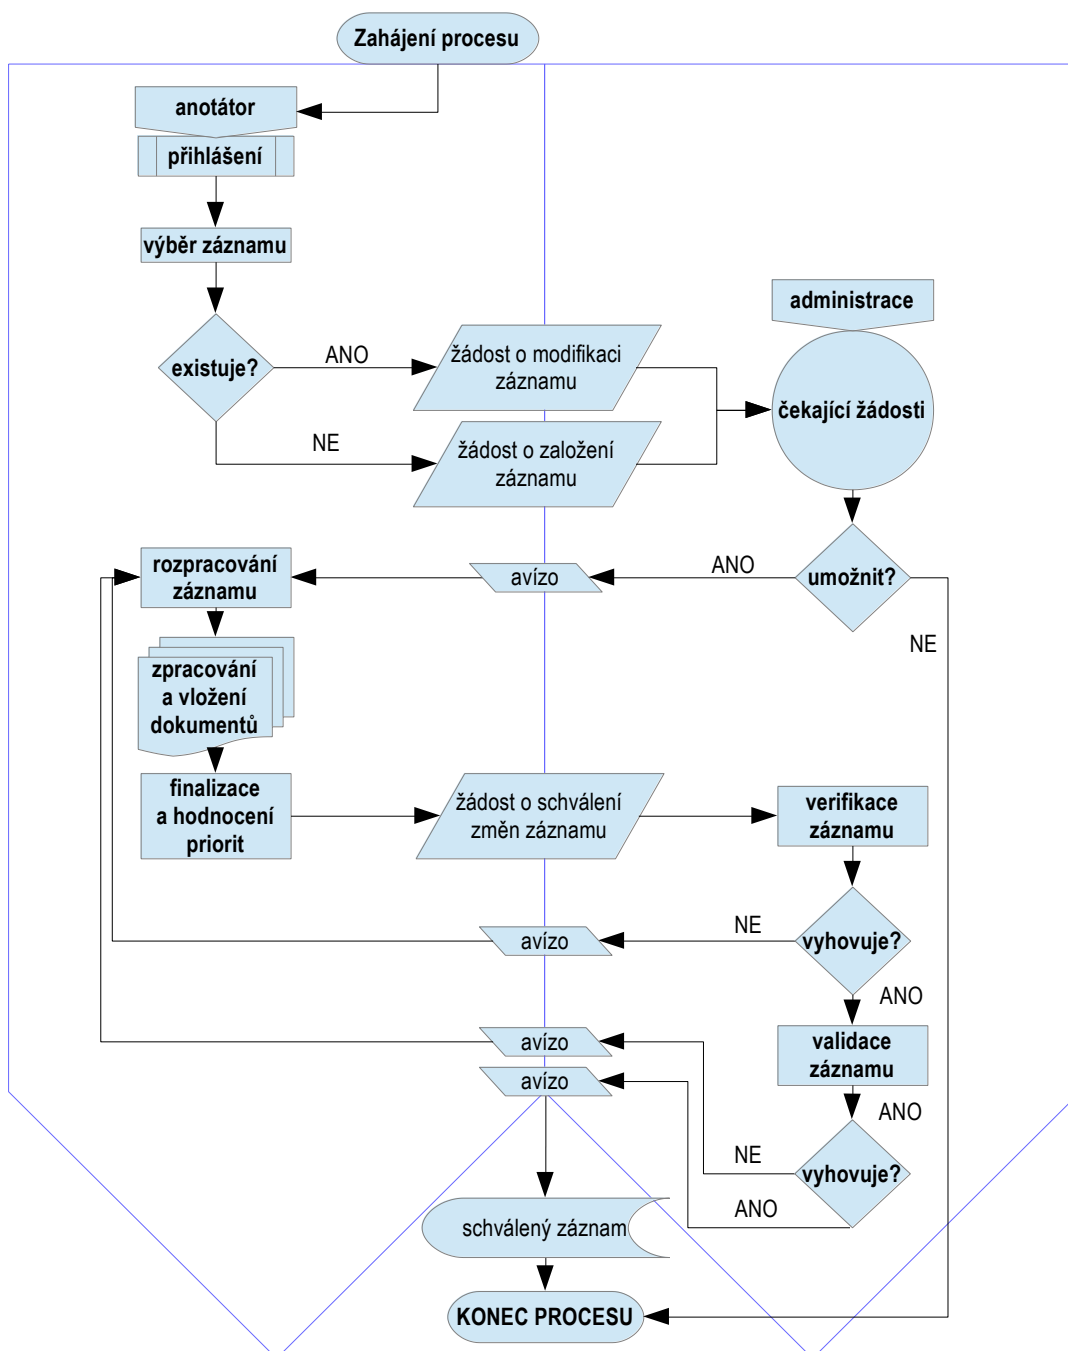 Zahájení procesu
anotátor
přihlášení
výběr záznamu
administrace
existuje?
ANO
žádost o modifikaci
záznamu
čekající žádosti
NE
žádost o založení
záznamu
rozpracování
záznamu
avízo
ANO
umožnit?
NE
zpracování
a vložení
dokumentů
finalizace
a hodnocení
priorit
žádost o schválení
změn záznamu
verifikace
záznamu
avízo
NE
vyhovuje?
ANO
avízo
validace
záznamu
avízo
ANO
NE
vyhovuje?
ANO
schválený záznam
KONEC PROCESU